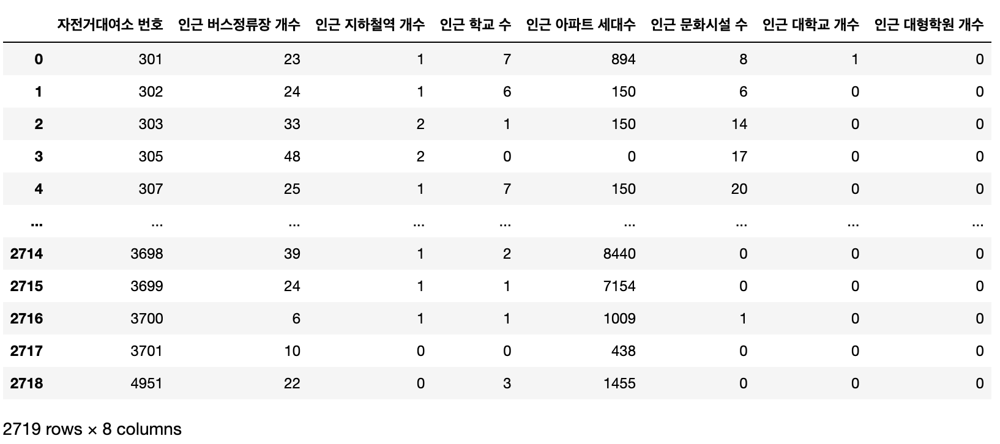 자전거대여소 번호 인근 버스정류장 개수 인근 지하철역 개수 인근 학교 수 인근 아파트 세대수 인근 문화시설 수 인근 대학교 개수 인근 대형학원 개수
0 301 23 1 7 894 8 1 0
1 302 24 1 6 150 6 0 0
2 303 33 2 1 150 14 0 0
3 305 48 2 0 0 17 0 0
4 307 25 1 7 150 20 0 0
... ... ... ... ... ... ... ... ...
2714 3698 39 1 2 8440 0 0 0
2715 3699 24 1 1 7154 0 0 0
2716 3700 6 1 1 1009 1 0 0
2717 3701 10 0 0 438 0 0 0
2718 4951 22 0 3 1455 0 0 0
2719 rows × 8 columns